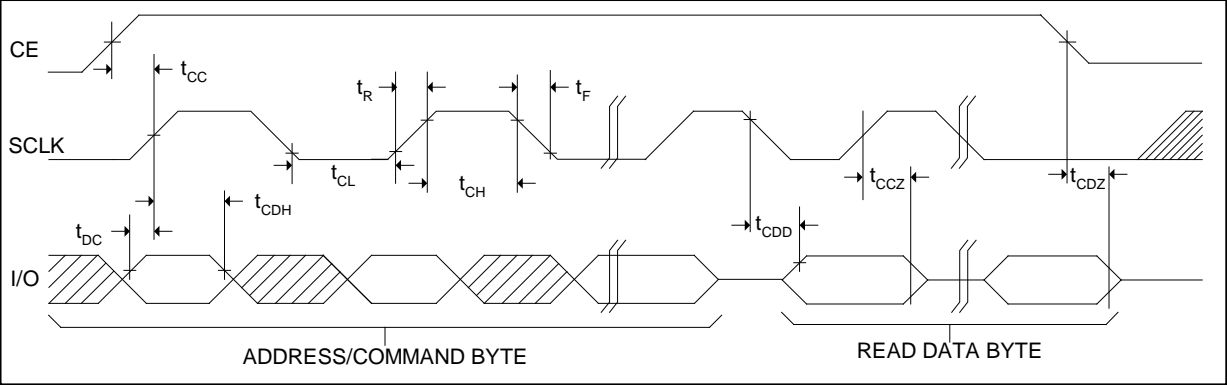 CE
tCC
tR
tF
SCLK
tCL
tCH
tCCZ
tCDZ
tDC
tCDH
tCDD
I/O
ADDRESS/COMMAND BYTE
READ DATA BYTE